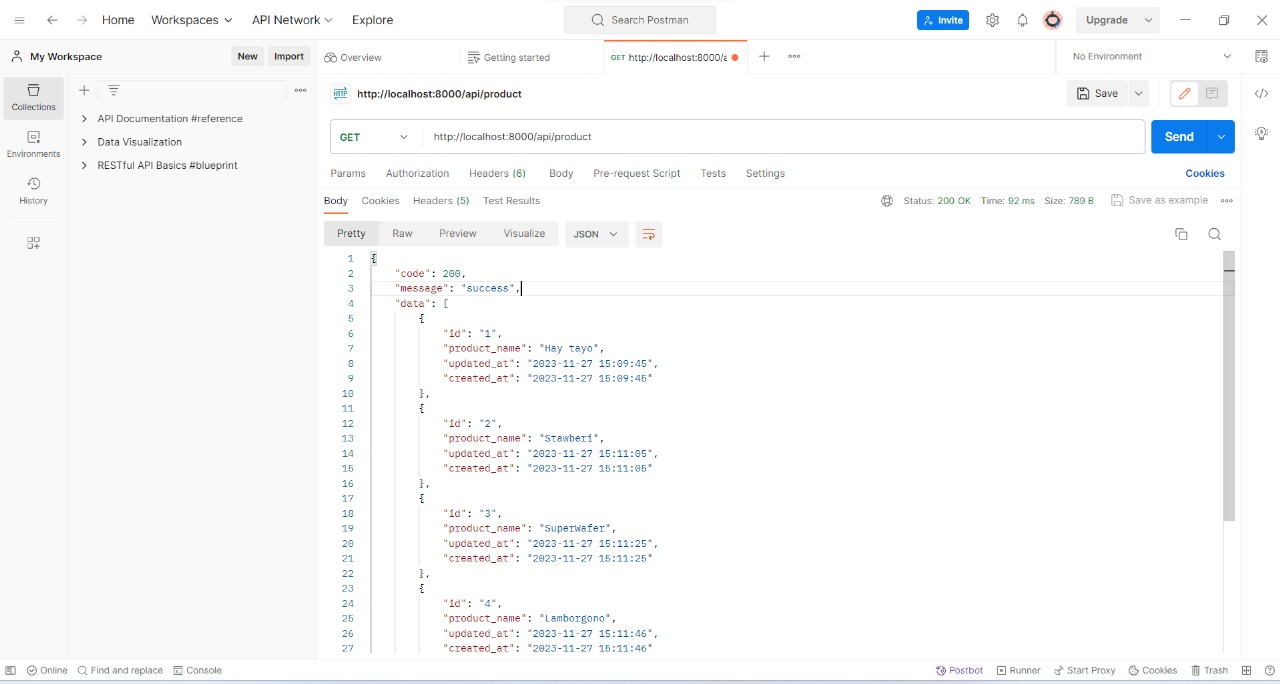 Home Workspaces API Network Explore Search Postman Invite Upgrade
My Workspace New Import Overview Getting started GET http://localhost:8000/a No Environment
Collections
Environments
History
API Documentation #reference
Data Visualization
RESTful API Basics #blueprint
HTTP http://localhost:8000/api/product Save
GET http://localhost:8000/api/product Send
Params Authorization Headers (6) Body Pre-request Script Tests Settings Cookies
Body Cookies Headers (5) Test Results Status: 200 OK Time: 92 ms Size: 789 B Save as example
Pretty Raw Preview Visualize JSON
1 {
2 "code": 200,
3 "message": "success",
4 "data": [
5 {
6 "id": "1",
7 "product_name": "Hay tayo",
8 "updated_at": "2023-11-27 15:09:45",
9 "created_at": "2023-11-27 15:09:45"
10 },
11 {
12 "id": "2",
13 "product_name": "Stawberi",
14 "updated_at": "2023-11-27 15:11:05",
15 "created_at": "2023-11-27 15:11:05"
16 },
17 {
18 "id": "3",
19 "product_name": "SuperWafer",
20 "updated_at": "2023-11-27 15:11:25",
21 "created_at": "2023-11-27 15:11:25"
22 },
23 {
24 "id": "4",
25 "product_name": "Lamborgono",
26 "updated_at": "2023-11-27 15:11:46",
27 "created_at": "2023-11-27 15:11:46"
Online Find and replace Console Postbot Runner Start Proxy Cookies Trash